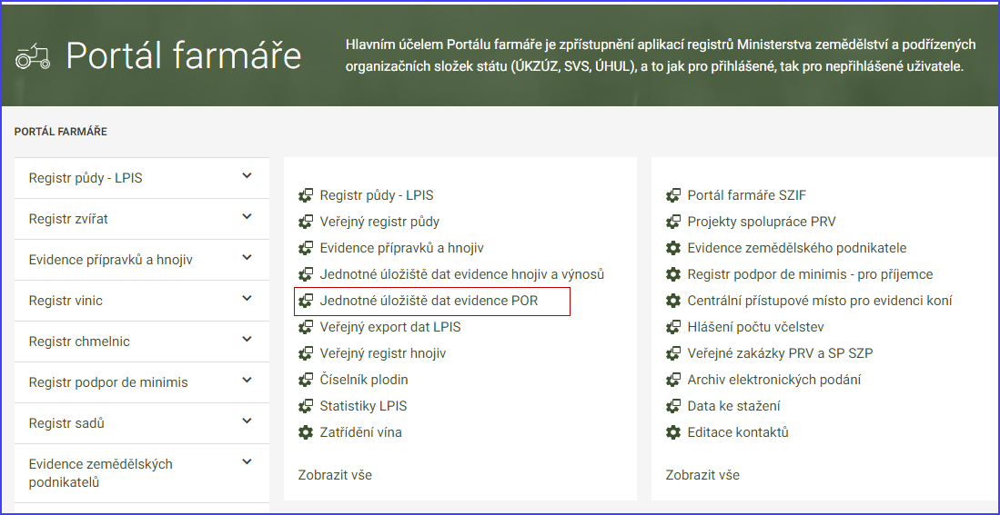 Portál farmáře
Hlavním účelem Portálu farmáře je zpřístupnění aplikací registrů Ministerstva zemědělství a podřízených
organizačních složek státu (ÚKZÚZ, SVS, ÚHUL), a to jak pro přihlášené, tak pro nepřihlášené uživatele.
PORTÁL FARMÁŘE
Registr půdy - LPIS
Registr zvířat
Evidence přípravků a hnojiv
Registr vinic
Registr chmelnic
Registr podpor de minimis
Registr sadů
Evidence zemědělských
podnikatelů
Registr půdy - LPIS
Veřejný registr půdy
Evidence přípravků a hnojiv
Jednotné úložiště dat evidence hnojiv a výnosů
Jednotné úložiště dat evidence POR
Veřejný export dat LPIS
Veřejný registr hnojiv
Číselník plodin
Statistiky LPIS
Zatřídění vína
Zobrazit vše
Portál farmáře SZIF
Projekty spolupráce PRV
Evidence zemědělského podnikatele
Registr podpor de minimis - pro příjemce
Centrální přístupové místo pro evidenci koní
Hlášení počtu včelstev
Veřejné zakázky PRV a SP SZP
Archiv elektronických podání
Data ke stažení
Editace kontaktů
Zobrazit vše